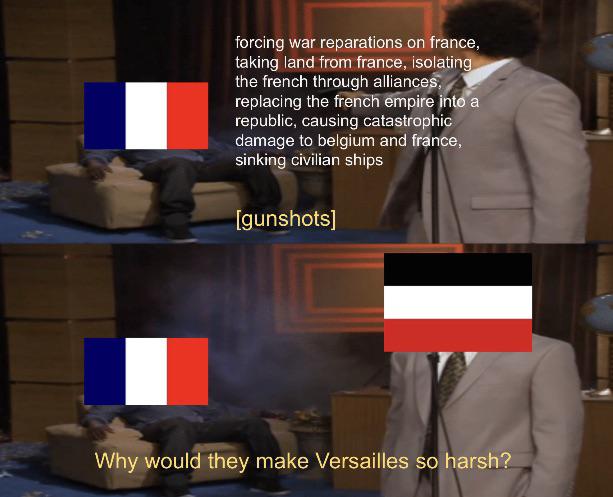 forcing war reparations on france,
taking land from france, isolating
the french through alliances,
replacing the french empire into a
republic, causing catastrophic
damage to belgium and france,
sinking civilian ships
[gunshots]
Why would they make Versailles so harsh?